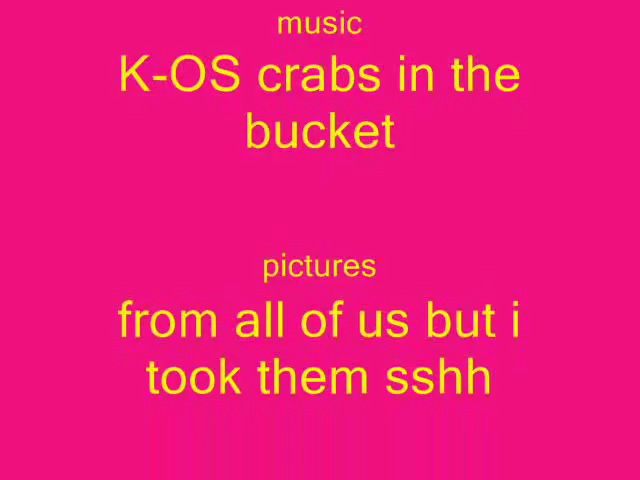 music
K-OS crabs in the
bucket
pictures
from all of us but i
took them sshh